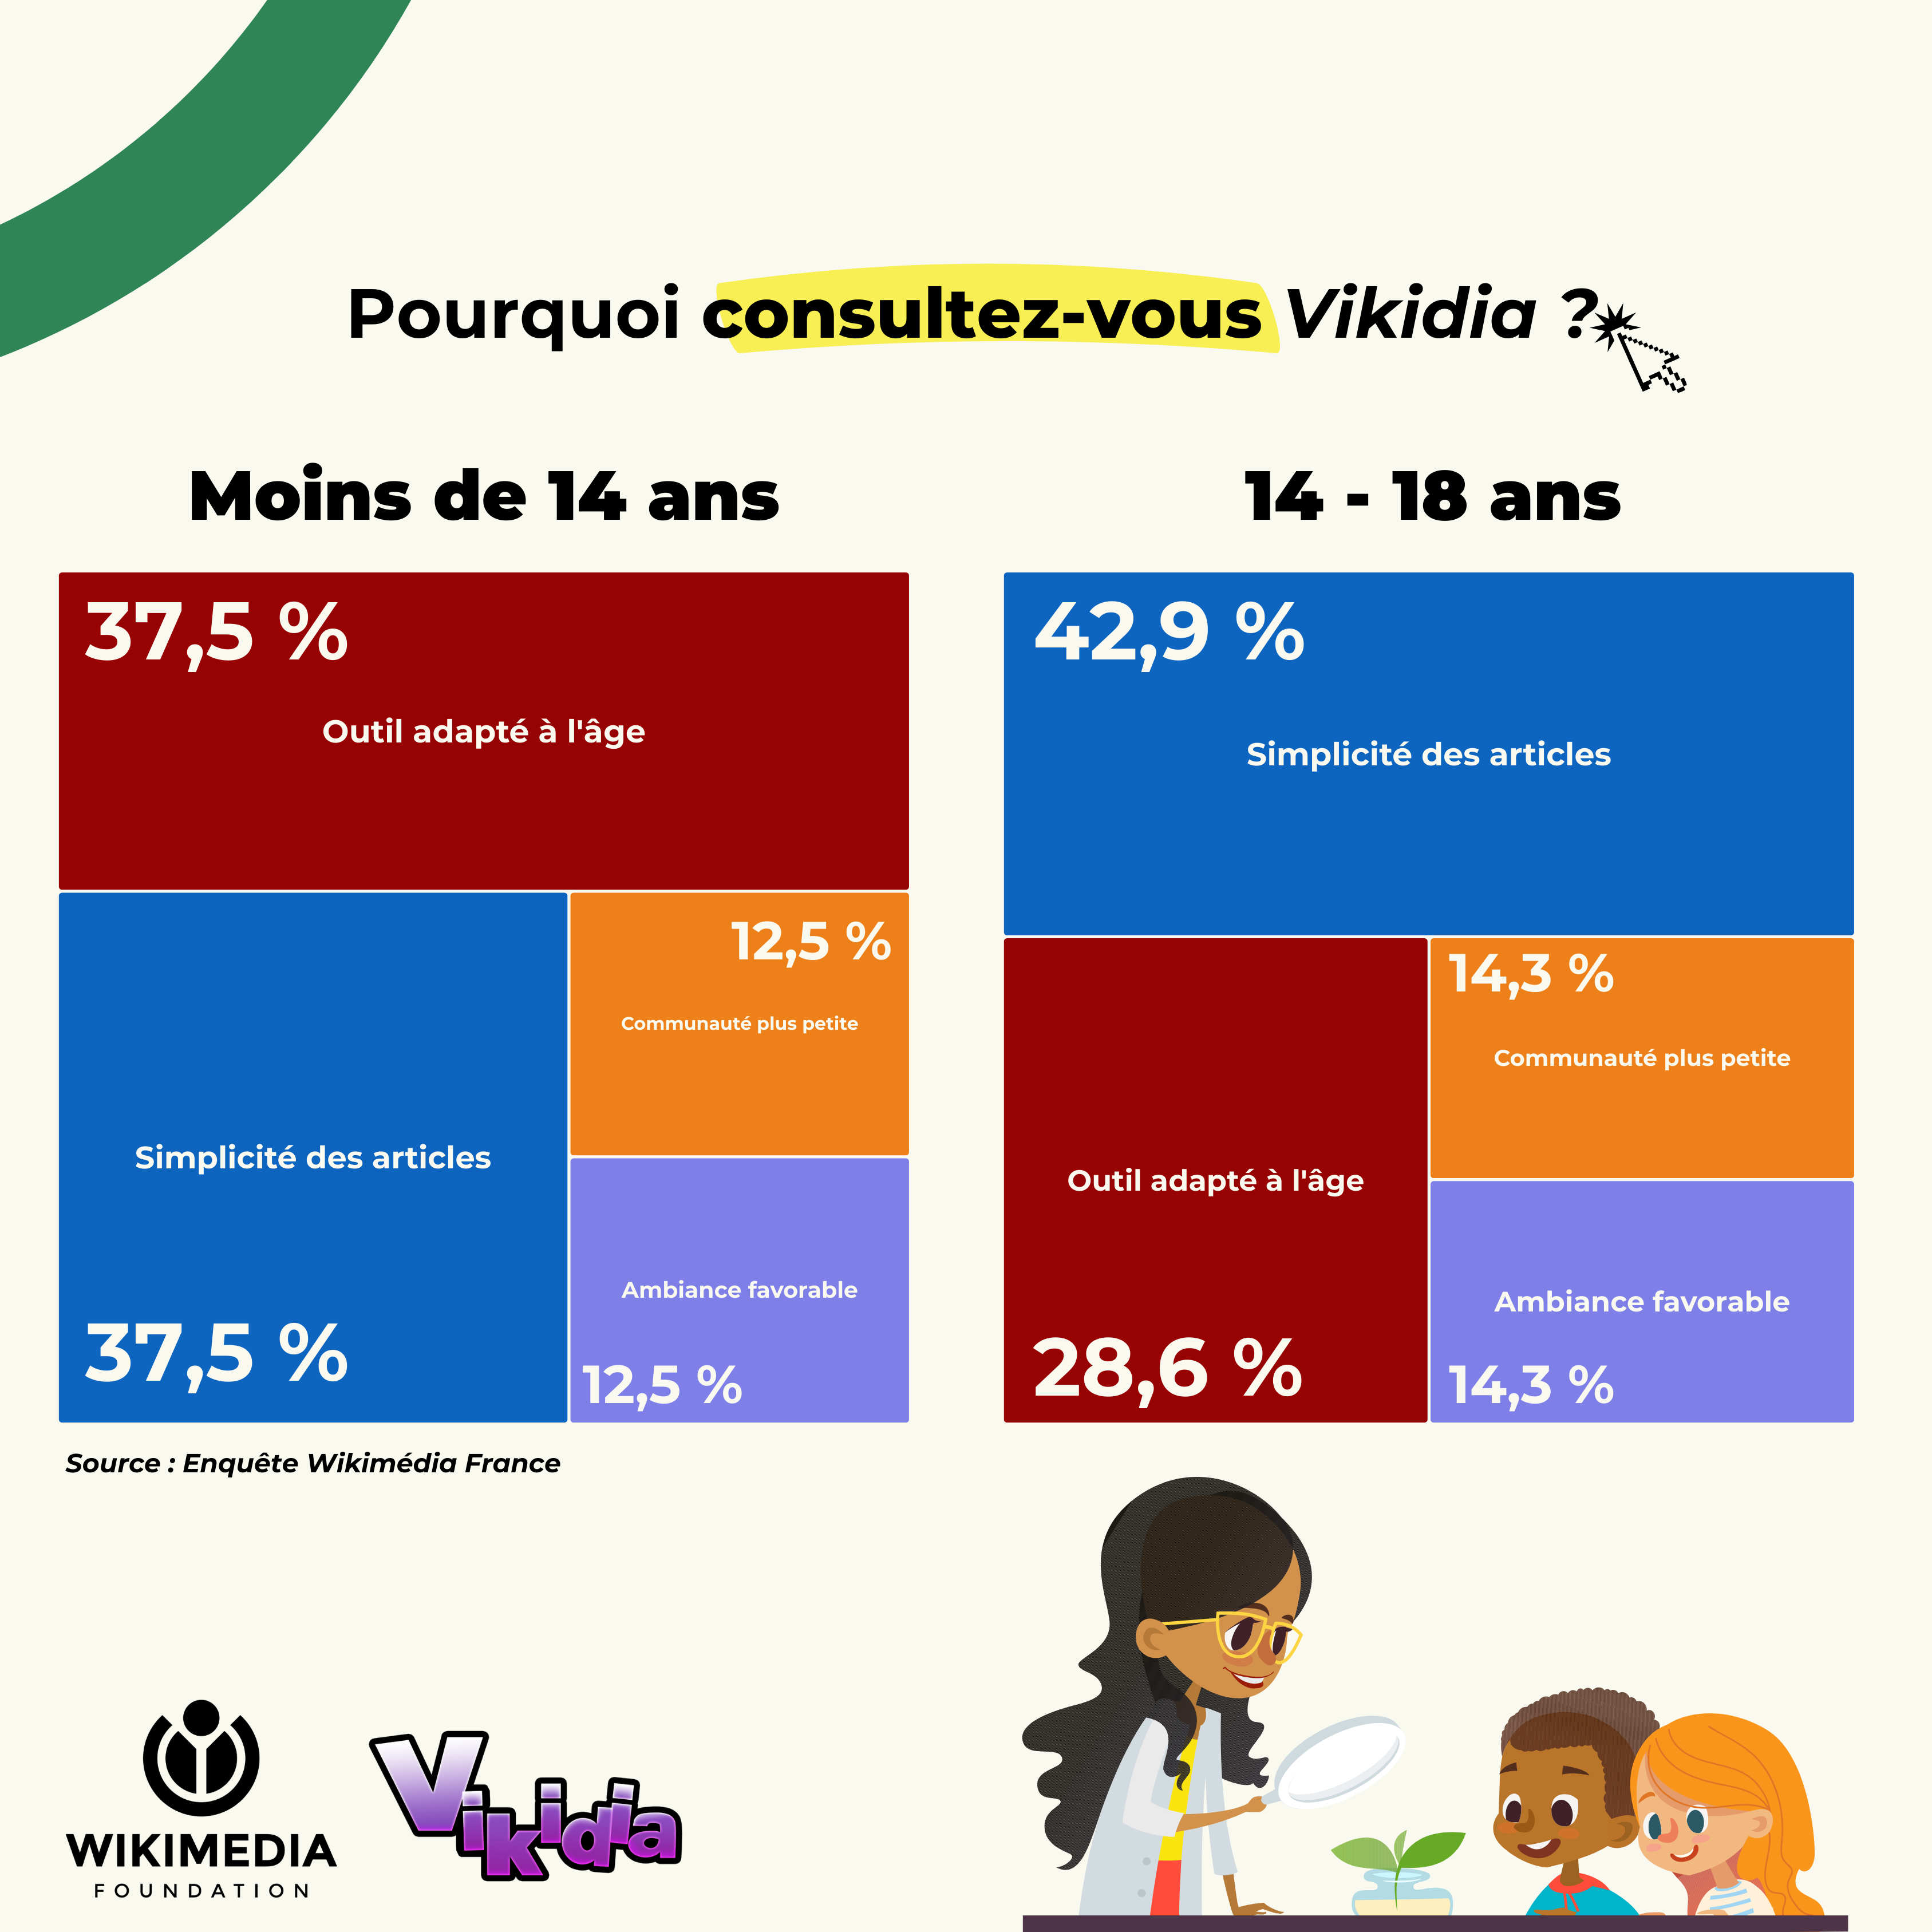 Pourquoi consultez-vous Vikidia ?
Moins de 14 ans
37,5 %
Outil adapté à l'âge
Simplicité des articles
37,5 %
12,5 %
Communauté plus petite
Ambiance favorable
12,5 %
14 - 18 ans
42,9 %
Simplicité des articles
Outil adapté à l'âge
28,6 %
14,3 %
Communauté plus petite
Ambiance favorable
14,3 %
Source : Enquête Wikimédia France
WIKIMEDIA
FOUNDATION
Vikidia